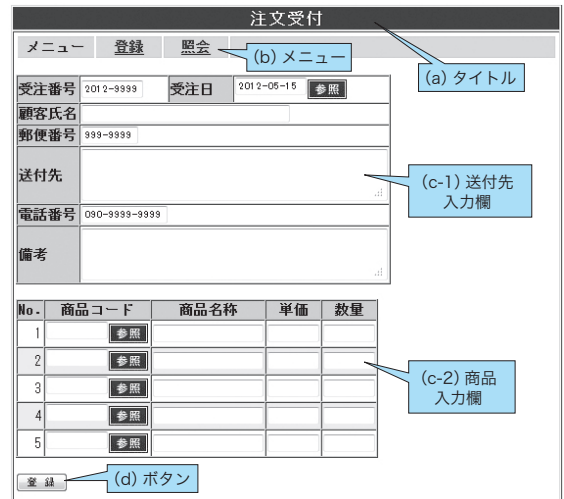 注文受付
メニュー 登録 照会
(b) メニュー
(a) タイトル
受注番号 2012-9999 受注日 2012-05-15 参照
顧客氏名
郵便番号 999-9999
送付先
(c-1) 送付先
入力欄
電話番号 090-9999-9999
備考
No. 商品コード 商品名称 単価 数量
1 参照
2 参照
3 参照
4 参照
5 参照
(c-2) 商品
入力欄
登録
(d) ボタン